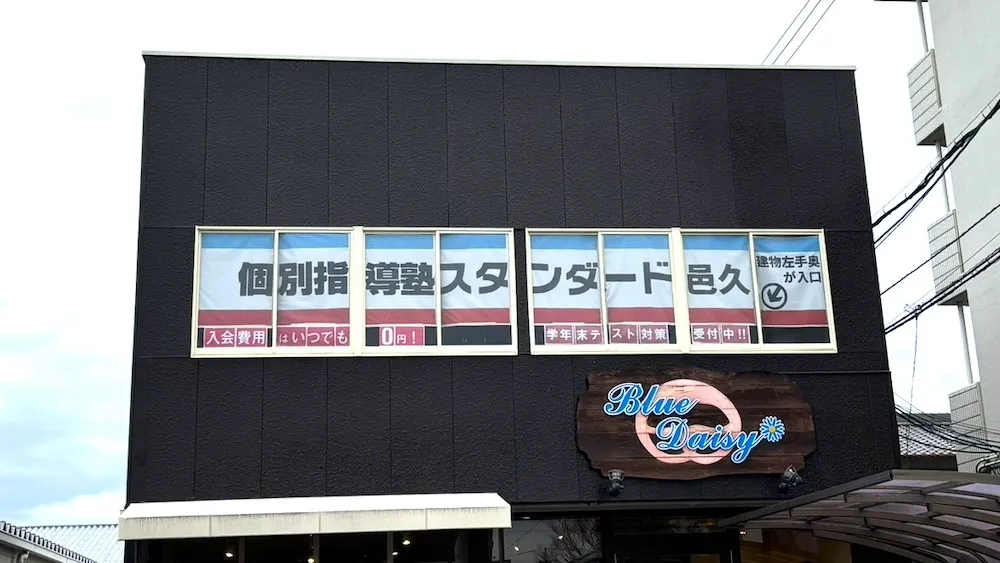 個別指導塾スタンダード 邑久
建物左手奥
が入口
入会費用はいつでも0円!
学年末テスト対策受付中!!
Blue
Daisy